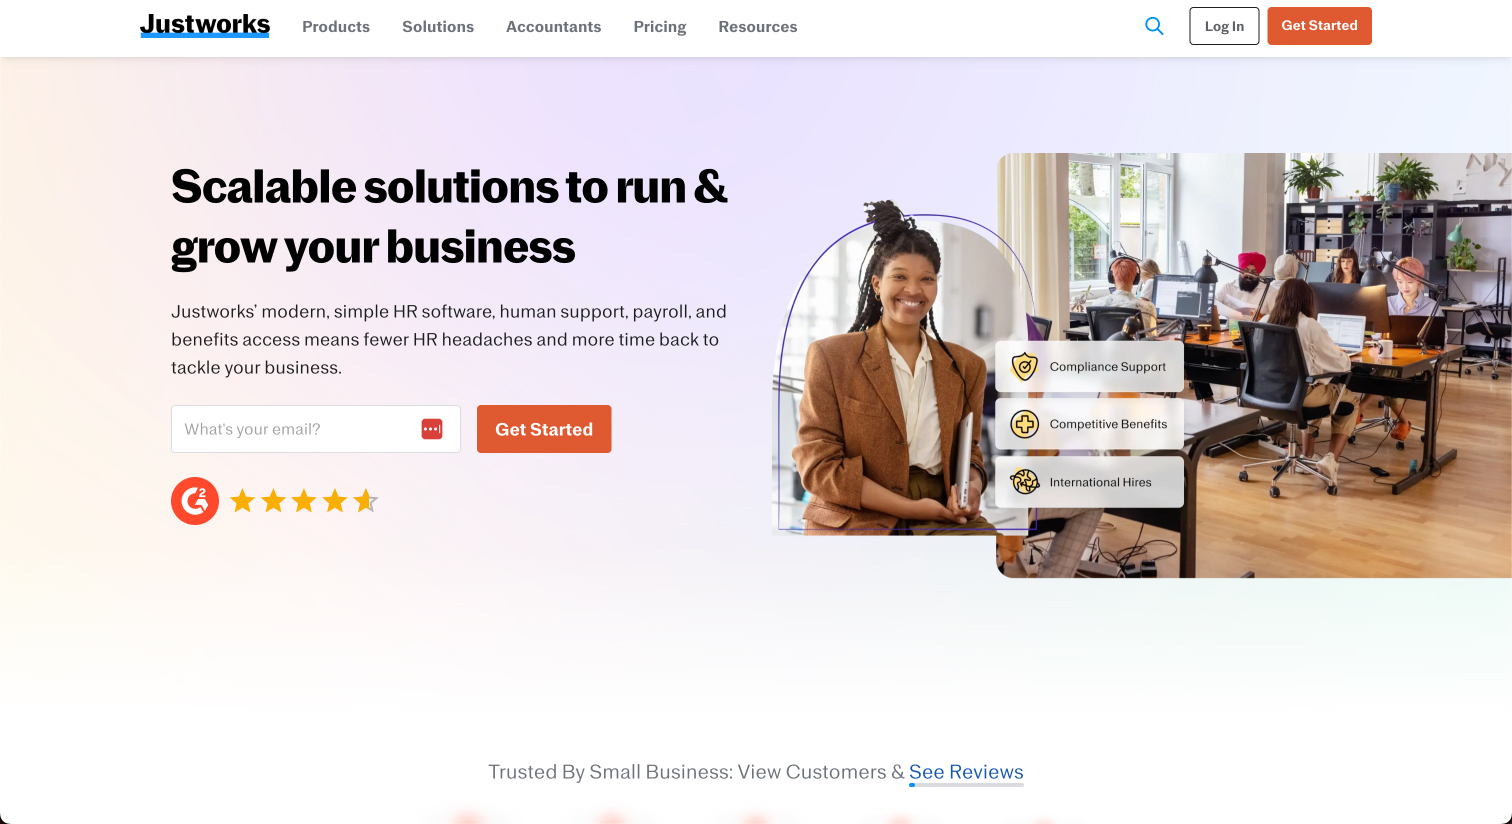 Justworks
Products
Solutions
Accountants
Pricing
Resources
Log In
Get Started
Scalable solutions to run &
grow your business
Justworks’ modern, simple HR software, human support, payroll, and
benefits access means fewer HR headaches and more time back to
tackle your business.
What's your email?
Get Started
G2
Compliance Support
Competitive Benefits
International Hires
Trusted By Small Business: View Customers & See Reviews